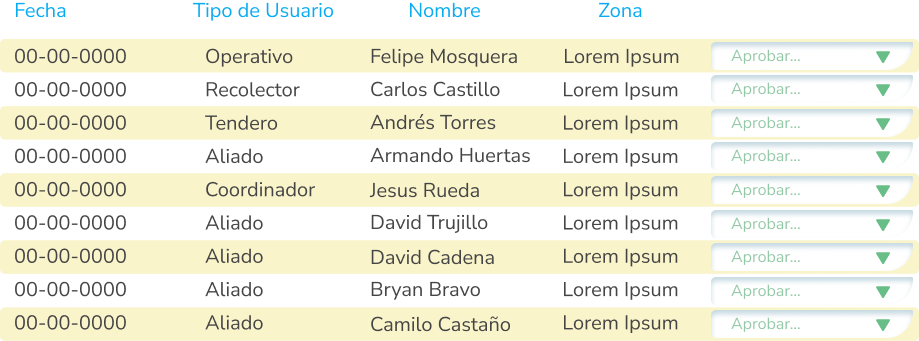 Fecha Tipo de Usuario Nombre Zona
00-00-0000 Operativo Felipe Mosquera Lorem Ipsum Aprobar...
00-00-0000 Recolector Carlos Castillo Lorem Ipsum Aprobar...
00-00-0000 Tendero Andrés Torres Lorem Ipsum Aprobar...
00-00-0000 Aliado Armando Huertas Lorem Ipsum Aprobar...
00-00-0000 Coordinador Jesus Rueda Lorem Ipsum Aprobar...
00-00-0000 Aliado David Trujillo Lorem Ipsum Aprobar...
00-00-0000 Aliado David Cadena Lorem Ipsum Aprobar...
00-00-0000 Aliado Bryan Bravo Lorem Ipsum Aprobar...
00-00-0000 Aliado Camilo Castaño Lorem Ipsum Aprobar...